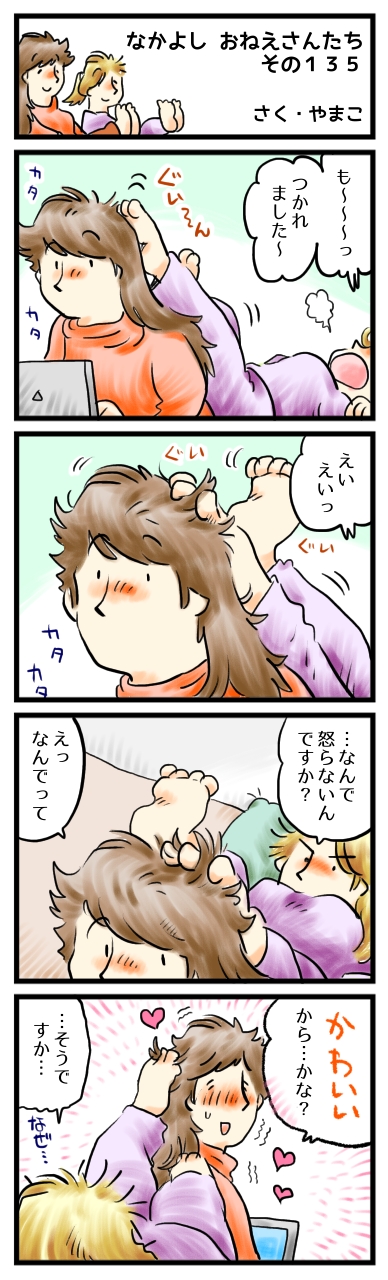 なかよし おねえさんたち
その１３５
さく・やまこ
も～～～っ
つかれ
ました～
ぐい～ん
カタ
カタ
えい
えいっ
ぐい
ぐい
カタ
カタ
…なんで
怒らないん
ですか？
えっ
なんでって
かわいい
から…かな？
…そうで
すか…
なぜ…